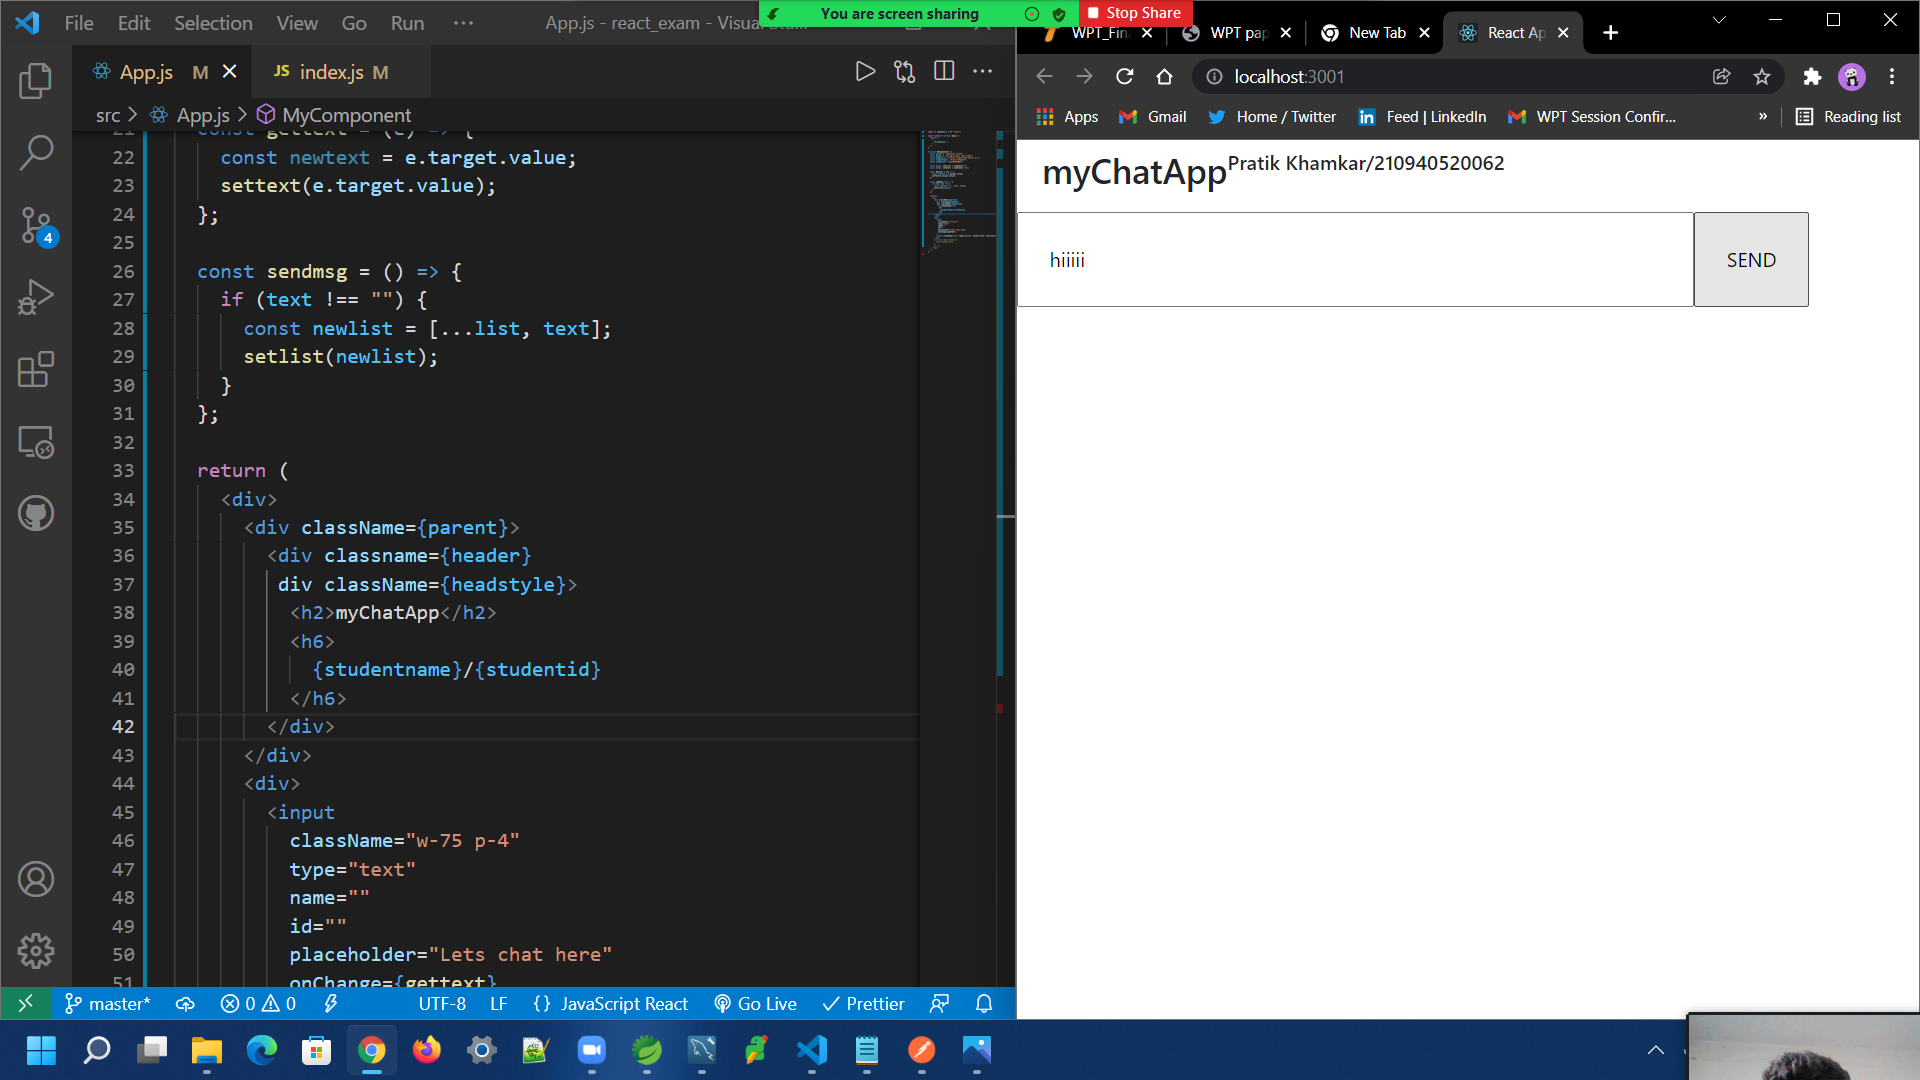 File Edit Selection View Go Run ··· App.js - react_exam - Visual Stu...
You are screen sharing
Stop Share
App.js M
JS index.js M
src > App.js > MyComponent
21 const gettext = (e) => {
22 const newtext = e.target.value;
23 settext(e.target.value);
24 };
25
26 const sendmsg = () => {
27 if (text !== "") {
28 const newlist = [...list, text];
29 setlist(newlist);
30 }
31 };
32
33 return (
34 <div>
35 <div className={parent}>
36 <div classname={header}
37 div className={headstyle}>
38 <h2>myChatApp</h2>
39 <h6>
40 {studentname}/{studentid}
41 </h6>
42 </div>
43 </div>
44 <div>
45 <input
46 className="w-75 p-4"
47 type="text"
48 name=""
49 id=""
50 placeholder="Lets chat here"
51 onChange={gettext}
4
master* 0 0 UTF-8 LF {} JavaScript React Go Live Prettier
WPT_Fin WPT pap New Tab React Ap
localhost:3001
Apps Gmail Home / Twitter Feed | LinkedIn WPT Session Confir... » Reading list
myChatApp Pratik Khamkar/210940520062
hiiiii SEND